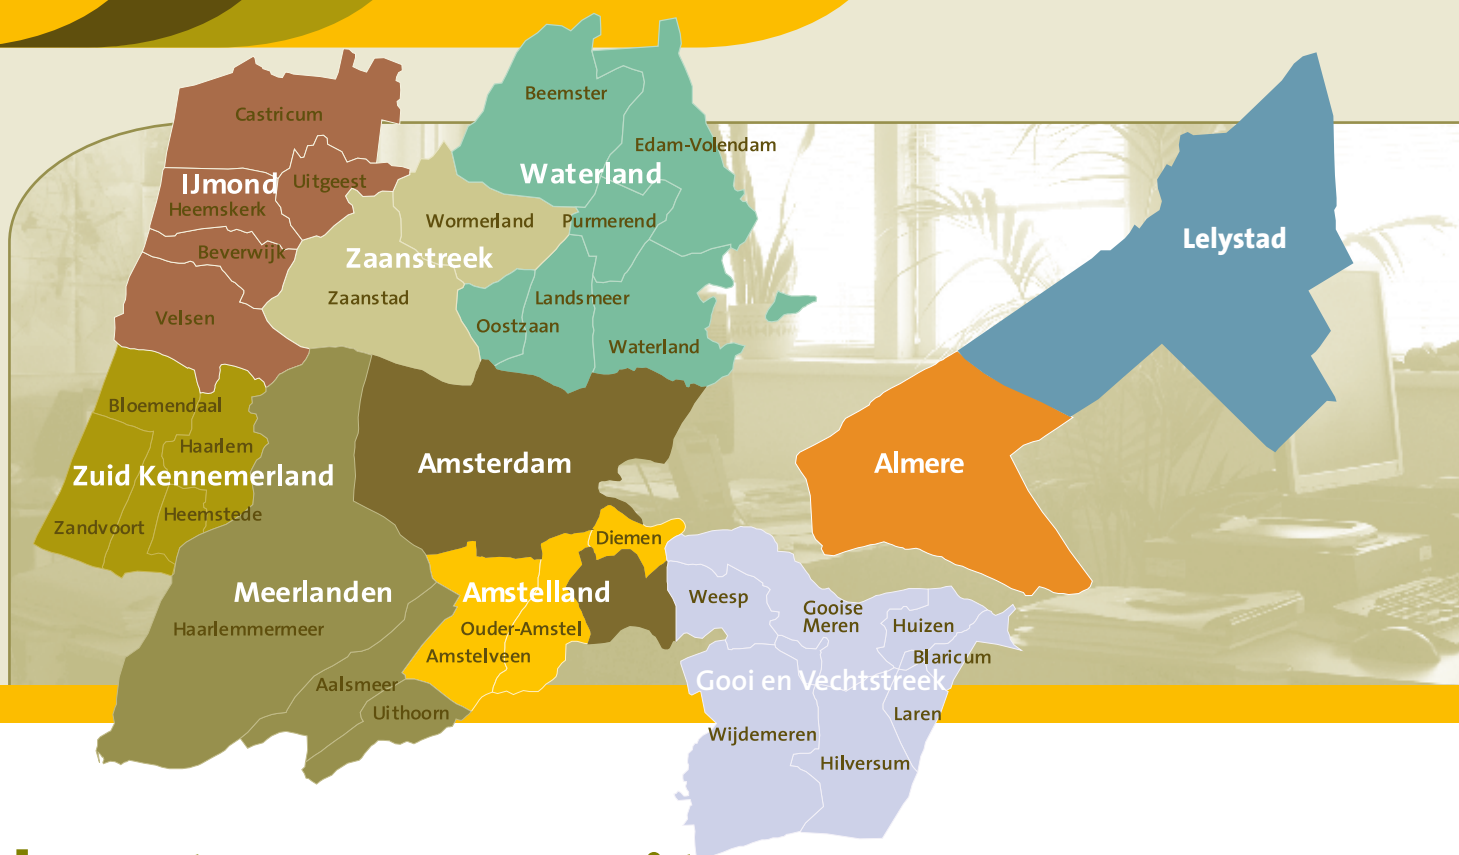 Beemster
Castricum
Edam-Volendam
Waterland
IJmond
Uitgeest
Heemskerk
Wormerland
Purmerend
Lelystad
Beverwijk
Zaanstreek
Zaanstad
Landsmeer
Velsen
Oostzaan
Waterland
Bloemendaal
Haarlem
Amsterdam
Almere
Zuid Kennemerland
Heemstede
Zandvoort
Diemen
Meerlanden
Amstelland
Weesp
Gooise
Meren
Huizen
Haarlemmermeer
Ouder-Amstel
Amstelveen
Blaricum
Gooi en Vechtstreek
Aalsmeer
Uithoorn
Laren
Wijdemeren
Hilversum